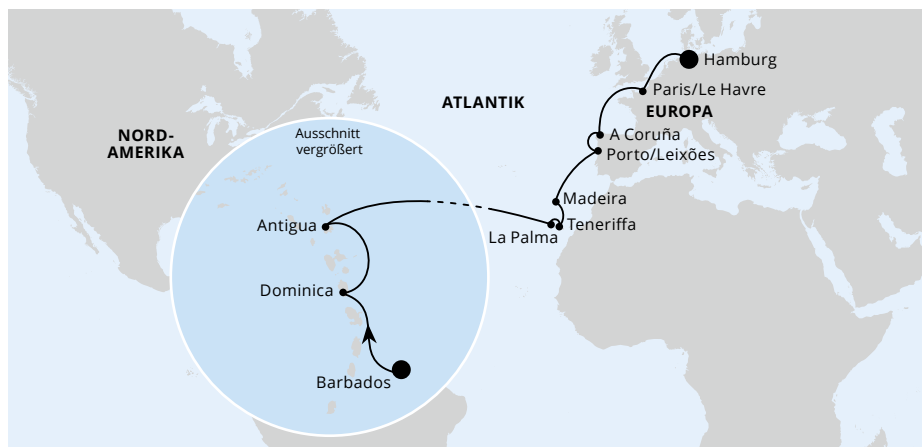 Hamburg
Paris/Le Havre
EUROPA
ATLANTIK
NORD-
AMERIKA
Ausschnitt
vergrößert
A Coruña
Porto/Leixões
Madeira
Teneriffa
La Palma
Antigua
Dominica
Barbados